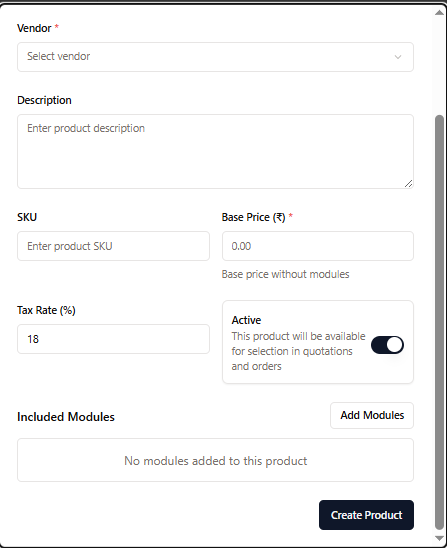 Vendor *
Select vendor
Description
Enter product description
SKU
Enter product SKU
Base Price (₹) *
0.00
Base price without modules
Tax Rate (%)
18
Active
This product will be available
for selection in quotations
and orders
Included Modules
Add Modules
No modules added to this product
Create Product